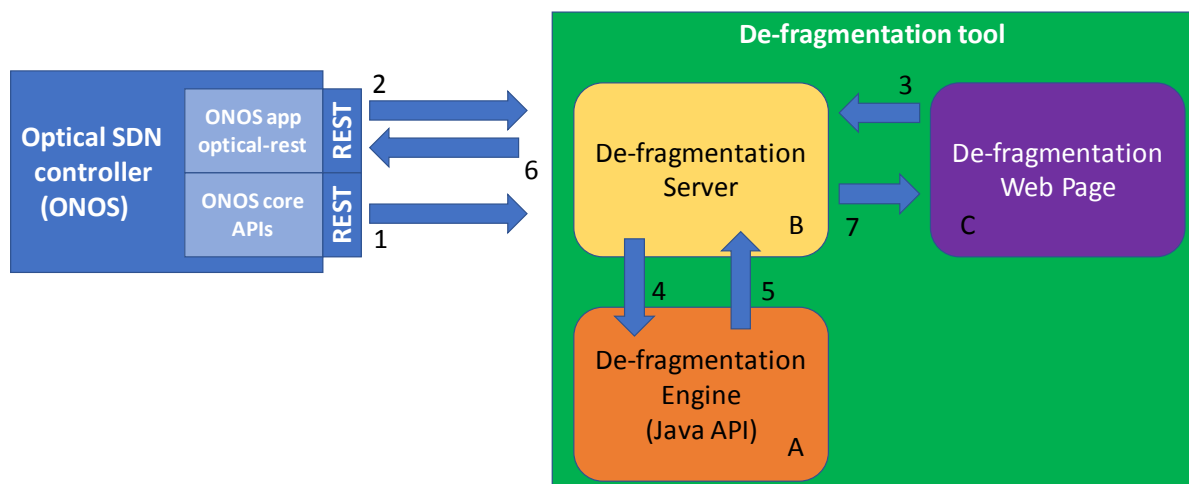 De-fragmentation tool
Optical SDN
controller
(ONOS)
ONOS app
optical-rest
REST
ONOS core
APIs
REST
2
6
1
3
De-fragmentation
Server
B
7
De-fragmentation
Web Page
C
4
5
De-fragmentation
Engine
(Java API)
A